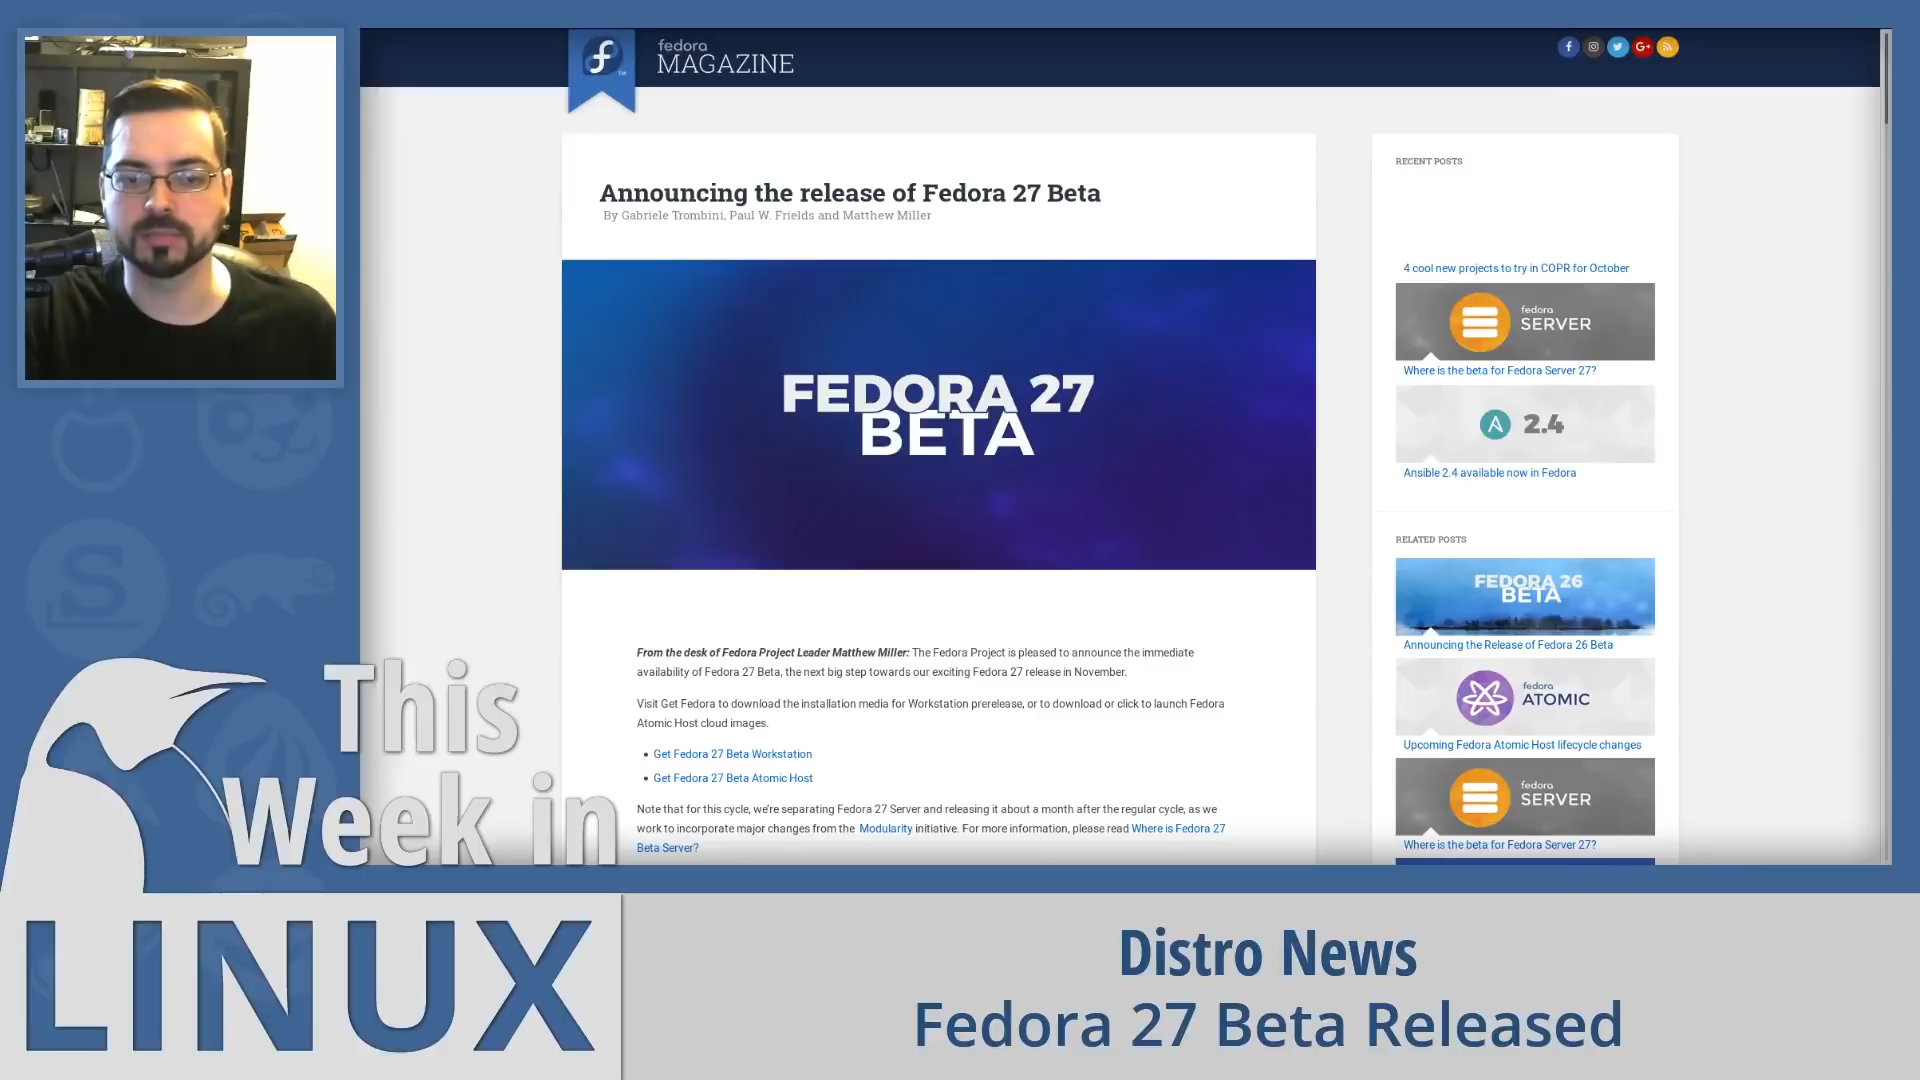 fedora
MAGAZINE
Announcing the release of Fedora 27 Beta
By Gabriele Trombini, Paul W. Frields and Matthew Miller
FEDORA 27
BETA
From the desk of Fedora Project Leader Matthew Miller: The Fedora Project is pleased to announce the immediate
availability of Fedora 27 Beta, the next big step towards our exciting Fedora 27 release in November.
Visit Get Fedora to download the installation media for Workstation prerelease, or to download or click to launch Fedora
Atomic Host cloud images.
• Get Fedora 27 Beta Workstation
• Get Fedora 27 Beta Atomic Host
Note that for this cycle, we're separating Fedora 27 Server and releasing it about a month after the regular cycle, as we
work to incorporate major changes from the Modularity initiative. For more information, please read Where is Fedora 27
Beta Server?
RECENT POSTS
4 cool new projects to try in COPR for October
fedora
SERVER
Where is the beta for Fedora Server 27?
A 2.4
Ansible 2.4 available now in Fedora
RELATED POSTS
FEDORA 26
BETA
Announcing the Release of Fedora 26 Beta
fedora
ATOMIC
Upcoming Fedora Atomic Host lifecycle changes
fedora
SERVER
Where is the beta for Fedora Server 27?
This
Week in
LINUX
Distro News
Fedora 27 Beta Released